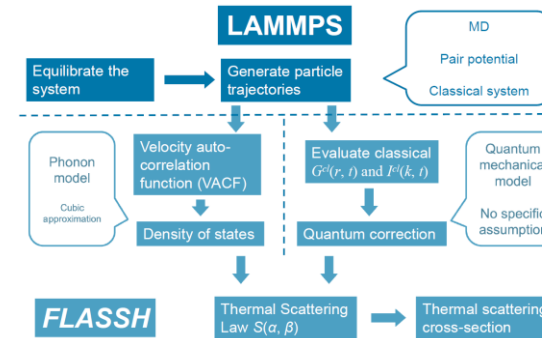 LAMMPS
Equilibrate the
system
Generate particle
trajectories
MD
Pair potential
Classical system
Velocity auto-
correlation
function (VACF)
Evaluate classical
Gcl(r, t) and Icl(k, t)
Phonon
model
Cubic
approximation
Quantum
mechanical
model
No specific
assumption
Density of states
Quantum correction
FLASSH
Thermal Scattering
Law S(α, β)
Thermal scattering
cross-section